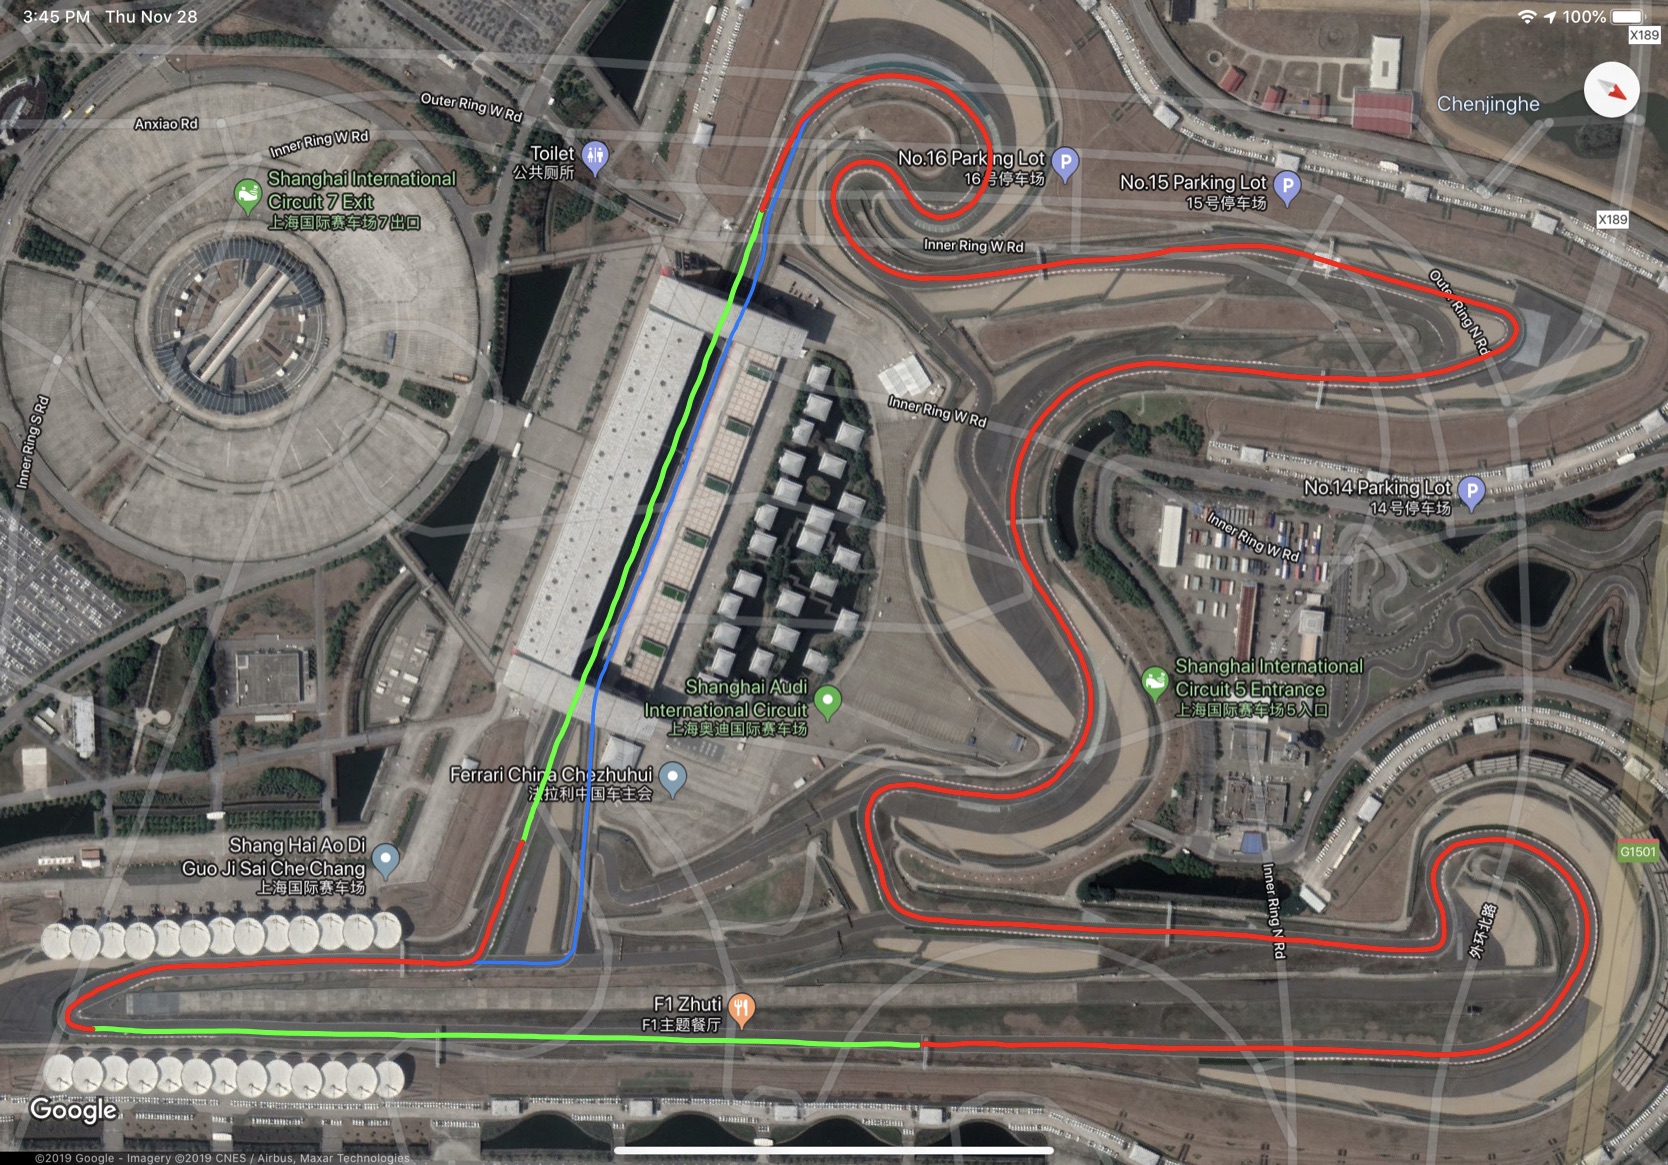 3:45 PM Thu Nov 28
100%
X189
Anxiao Rd
Outer Ring W Rd
Inner Ring W Rd
Chenjinghe
Toilet
公共厕所
Shanghai International
Circuit 7 Exit
上海国际赛车场7出口
No.16 Parking Lot
16号停车场
No.15 Parking Lot
15号停车场
X189
Inner Ring W Rd
Outer Ring N Rd
Inner Ring S Rd
Inner Ring W Rd
No.14 Parking Lot
14号停车场
Inner Ring W Rd
Shanghai International
Circuit 5 Entrance
上海国际赛车场5入口
Shanghai Audi
International Circuit
上海奥迪国际赛车场
Ferrari China Chezhuhui
法拉利中国车主会
Shang Hai Ao Di
Guo Ji Sai Che Chang
上海国际赛车场
G1501
Inner Ring N Rd
外环北路
F1 Zhuti
F1主题餐厅
Google
©2019 Google - Imagery ©2019 CNES / Airbus, Maxar Technologies